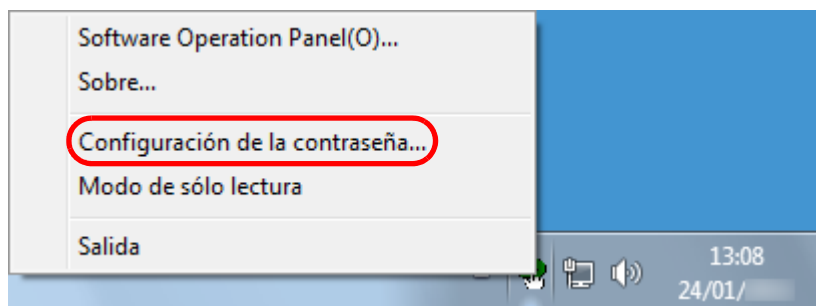 Software Operation Panel(O)...
Sobre...
Configuración de la contraseña...
Modo de sólo lectura
Salida
13:08
24/01/